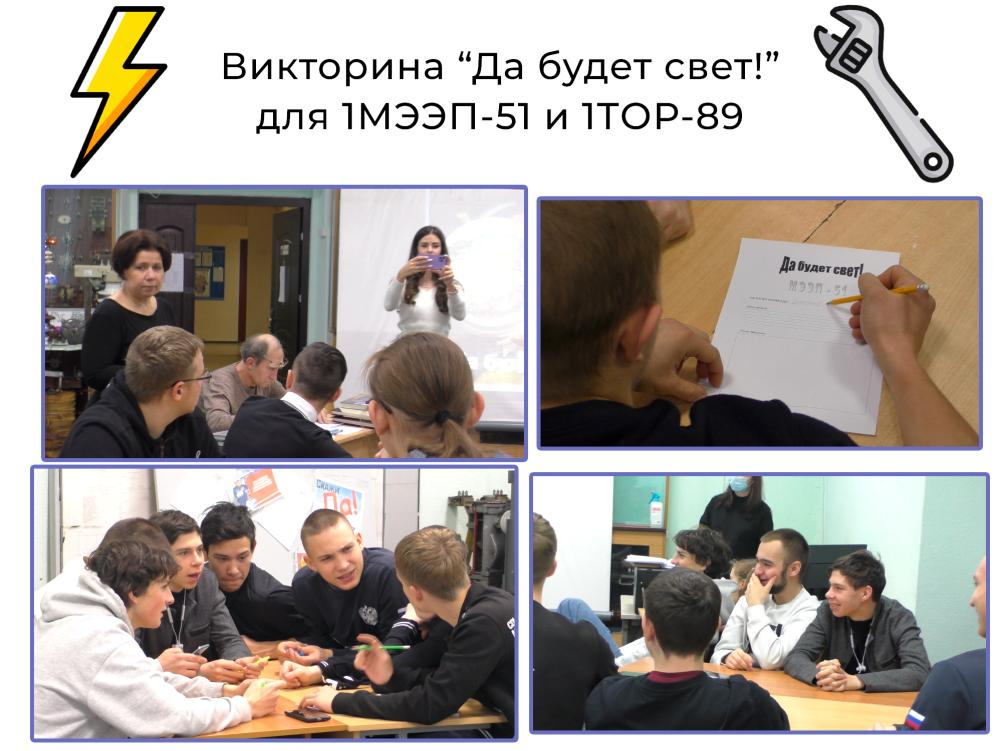 Викторина “Да будет свет!”
для 1МЭЭП-51 и 1ТОР-89
Да будет свет!
МЭЭП - 51
СКАЖИ
Да!